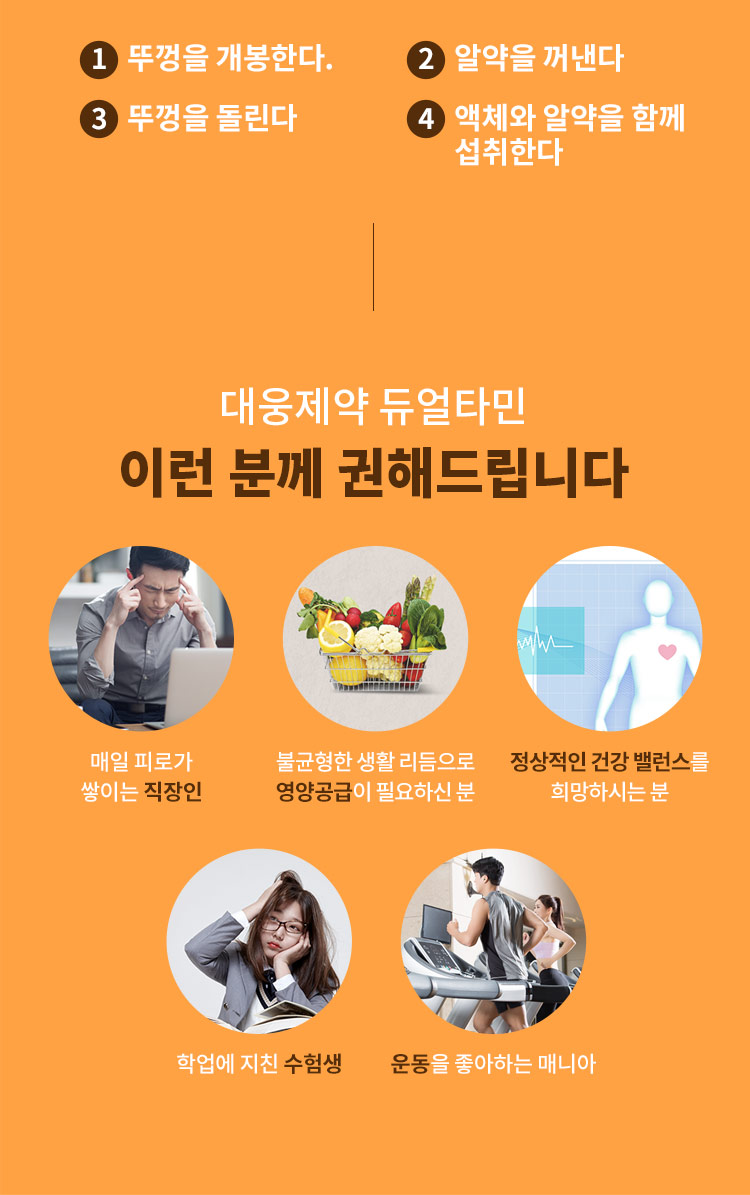 1 뚜껑을 개봉한다.
2 알약을 꺼낸다
3 뚜껑을 돌린다
4 액체와 알약을 함께
섭취한다
대웅제약 듀얼타민
이런 분께 권해드립니다
매일 피로가
쌓이는 직장인
불균형한 생활 리듬으로
영양공급이 필요하신 분
정상적인 건강 밸런스를
희망하시는 분
학업에 지친 수험생
운동을 좋아하는 매니아